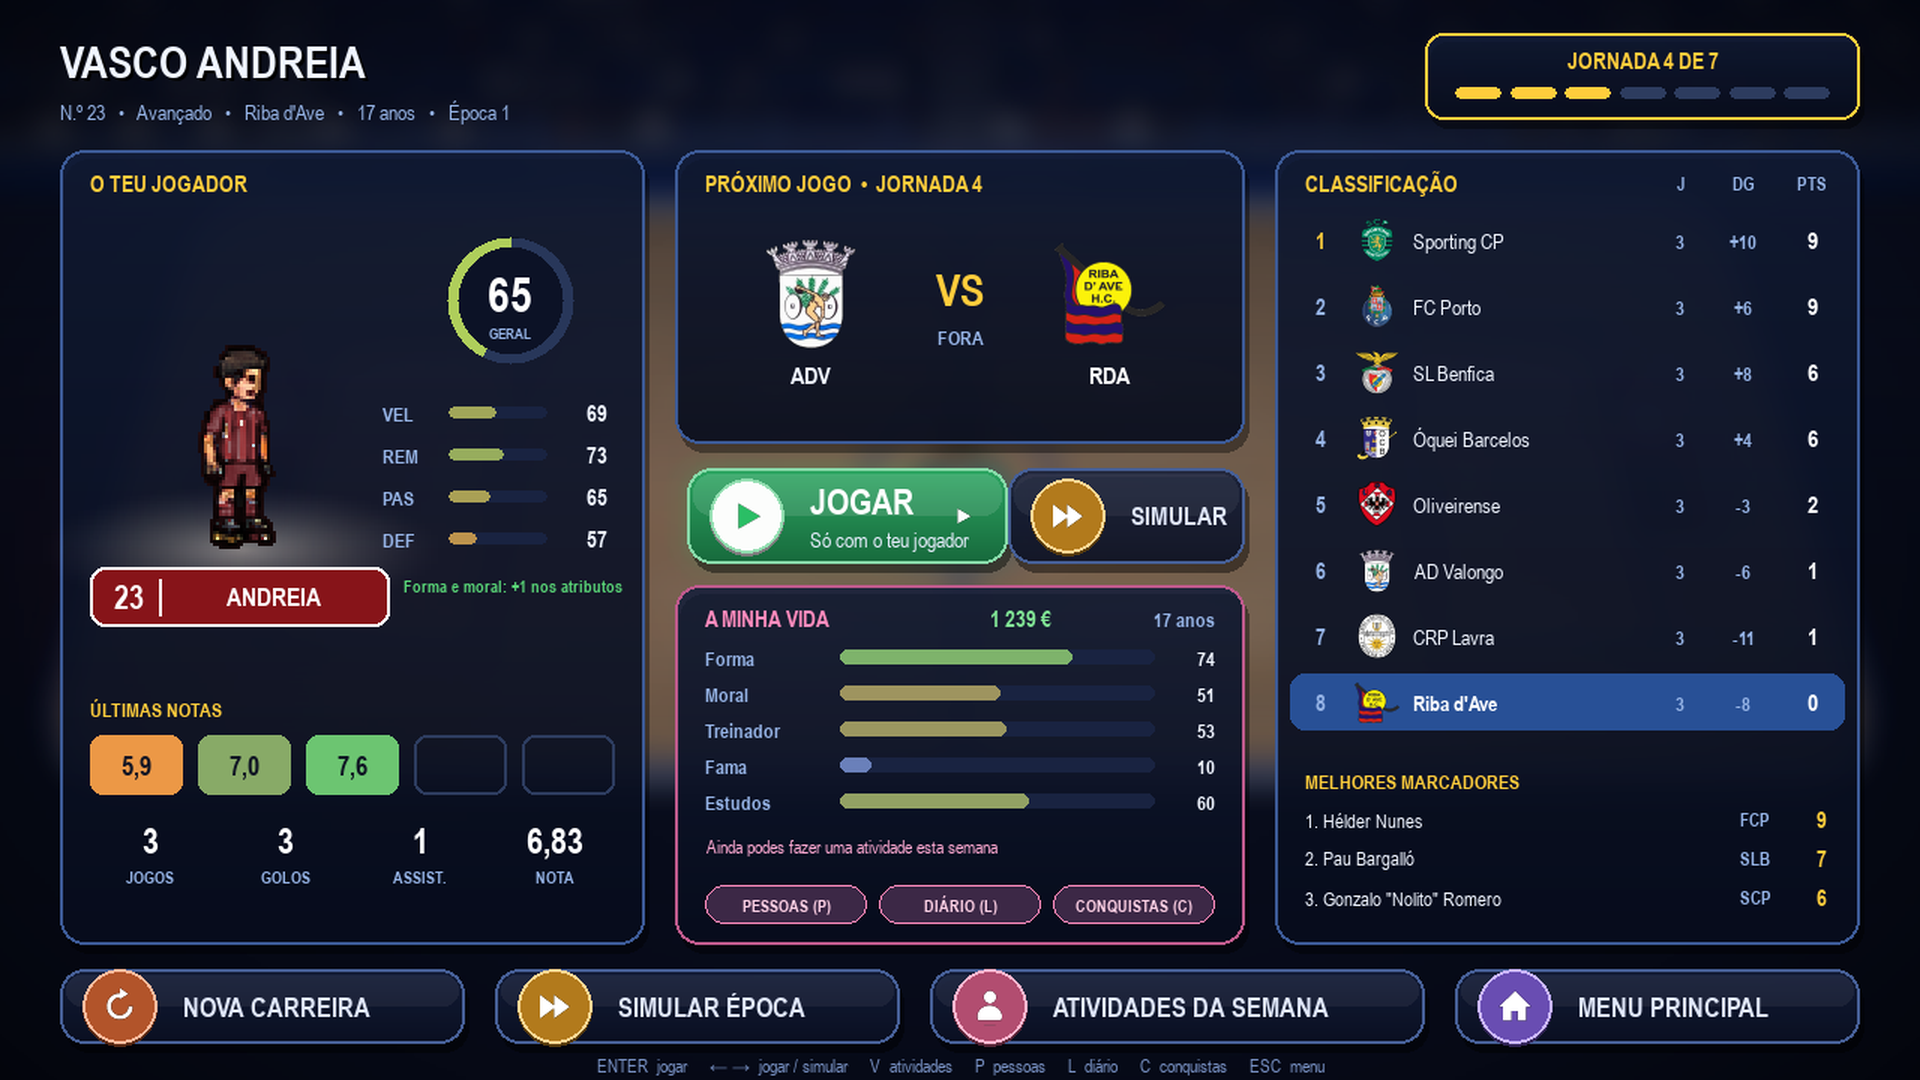 VASCO ANDREIA
N.º 23 • Avançado • Riba d'Ave • 17 anos • Época 1
JORNADA 4 DE 7
O TEU JOGADOR
65
GERAL
VEL 69
REM 73
PAS 65
DEF 57
23 ANDREIA
Forma e moral: +1 nos atributos
ÚLTIMAS NOTAS
5,9 7,0 7,6
3 3 1 6,83
JOGOS GOLOS ASSIST. NOTA
PRÓXIMO JOGO • JORNADA 4
RIBA
D' AVE
H.C.
VS
FORA
ADV RDA
JOGAR
Só com o teu jogador
SIMULAR
A MINHA VIDA 1 239 € 17 anos
Forma 74
Moral 51
Treinador 53
Fama 10
Estudos 60
Ainda podes fazer uma atividade esta semana
PESSOAS (P) DIÁRIO (L) CONQUISTAS (C)
CLASSIFICAÇÃO J DG PTS
1 Sporting CP 3 +10 9
2 FC Porto 3 +6 9
3 SL Benfica 3 +8 6
4 Óquei Barcelos 3 +4 6
5 Oliveirense 3 -3 2
6 AD Valongo 3 -6 1
7 CRP Lavra 3 -11 1
8 Riba d'Ave 3 -8 0
MELHORES MARCADORES
1. Hélder Nunes FCP 9
2. Pau Bargalló SLB 7
3. Gonzalo "Nolito" Romero SCP 6
NOVA CARREIRA
SIMULAR ÉPOCA
ATIVIDADES DA SEMANA
MENU PRINCIPAL
ENTER jogar ←→ jogar / simular V atividades P pessoas L diário C conquistas ESC menu